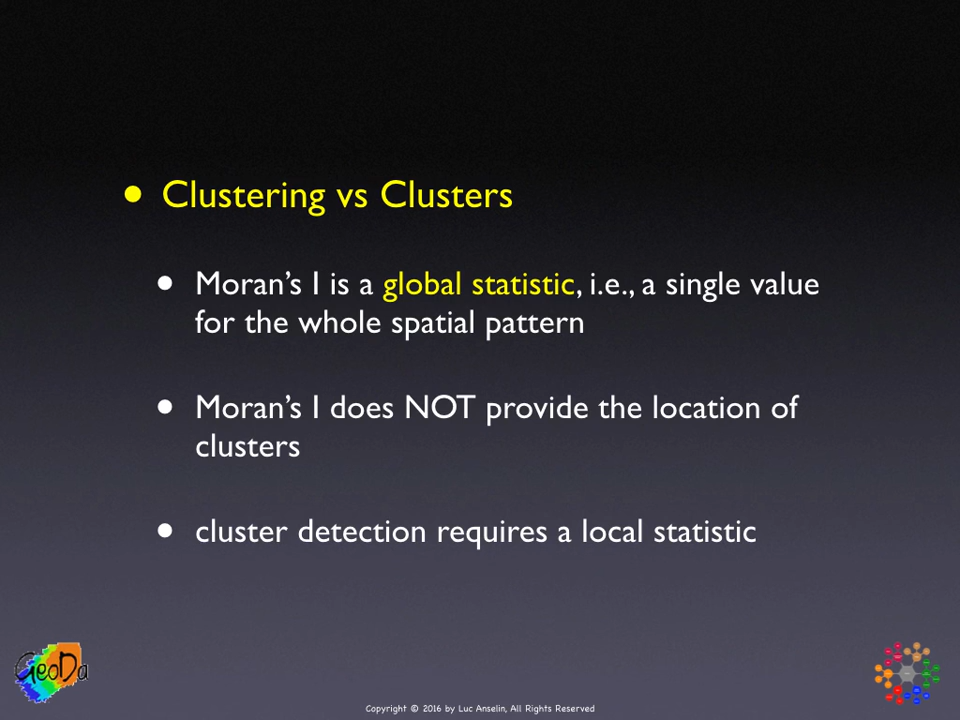 • Clustering vs Clusters
• Moran’s I is a global statistic, i.e., a single value
for the whole spatial pattern
• Moran’s I does NOT provide the location of
clusters
• cluster detection requires a local statistic
GeoDa
Copyright © 2016 by Luc Anselin, All Rights Reserved